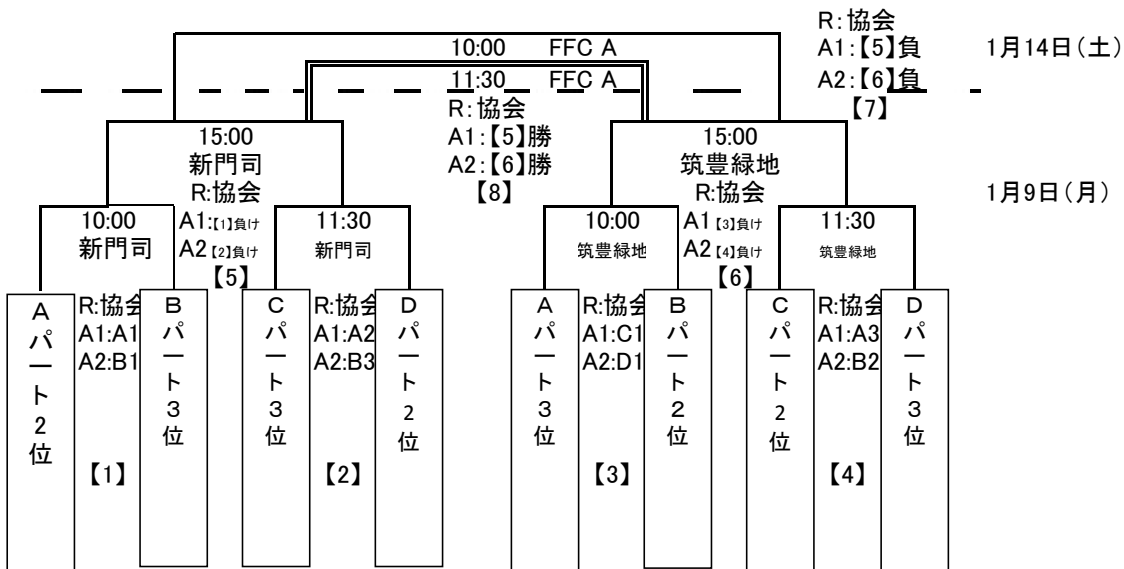 R:協会
10:00 FFC A
A1:【5】負
1月14日(土)
11:30 FFC A
A2:【6】負
【7】
R:協会
A1:【5】勝
A2:【6】勝
【8】
15:00
新門司
R:協会
15:00
筑豊緑地
R:協会
1月9日(月)
10:00
新門司
A1:【1】負け
A2【2】負け
【5】
11:30
新門司
10:00
筑豊緑地
A1【3】負け
A2【4】負け
【6】
11:30
筑豊緑地
Aパート2位
R:協会
A1:A1
A2:B1
【1】
Bパート3位
Cパート3位
R:協会
A1:A2
A2:B3
【2】
Dパート2位
Aパート3位
R:協会
A1:C1
A2:D1
【3】
Bパート2位
Cパート2位
R:協会
A1:A3
A2:B2
【4】
Dパート3位